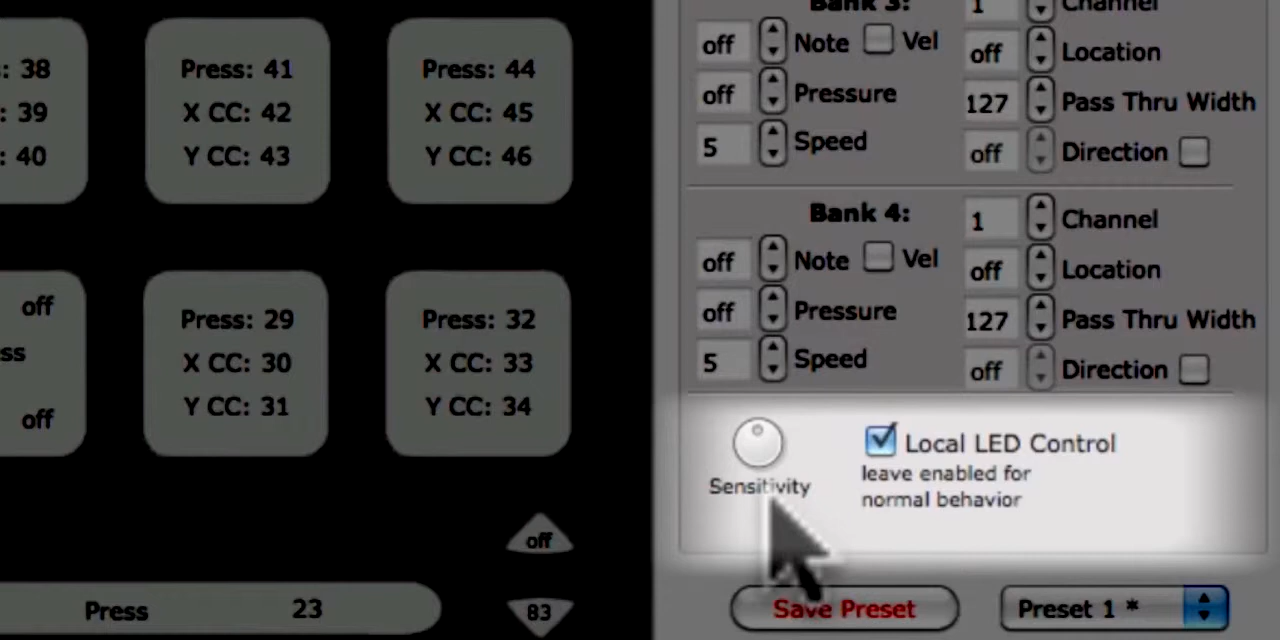 : 38
: 39
: 40
Press: 41
X CC: 42
Y CC: 43
Press: 44
X CC: 45
Y CC: 46
off
ss
off
Press: 29
X CC: 30
Y CC: 31
Press: 32
X CC: 33
Y CC: 34
off
83
Press 23
Bank 3:
1 Channel
off Note Vel
off Location
off Pressure
127 Pass Thru Width
5 Speed
off Direction
Bank 4:
1 Channel
off Note Vel
off Location
off Pressure
127 Pass Thru Width
5 Speed
off Direction
Sensitivity
Local LED Control
leave enabled for
normal behavior
Save Preset
Preset 1 *